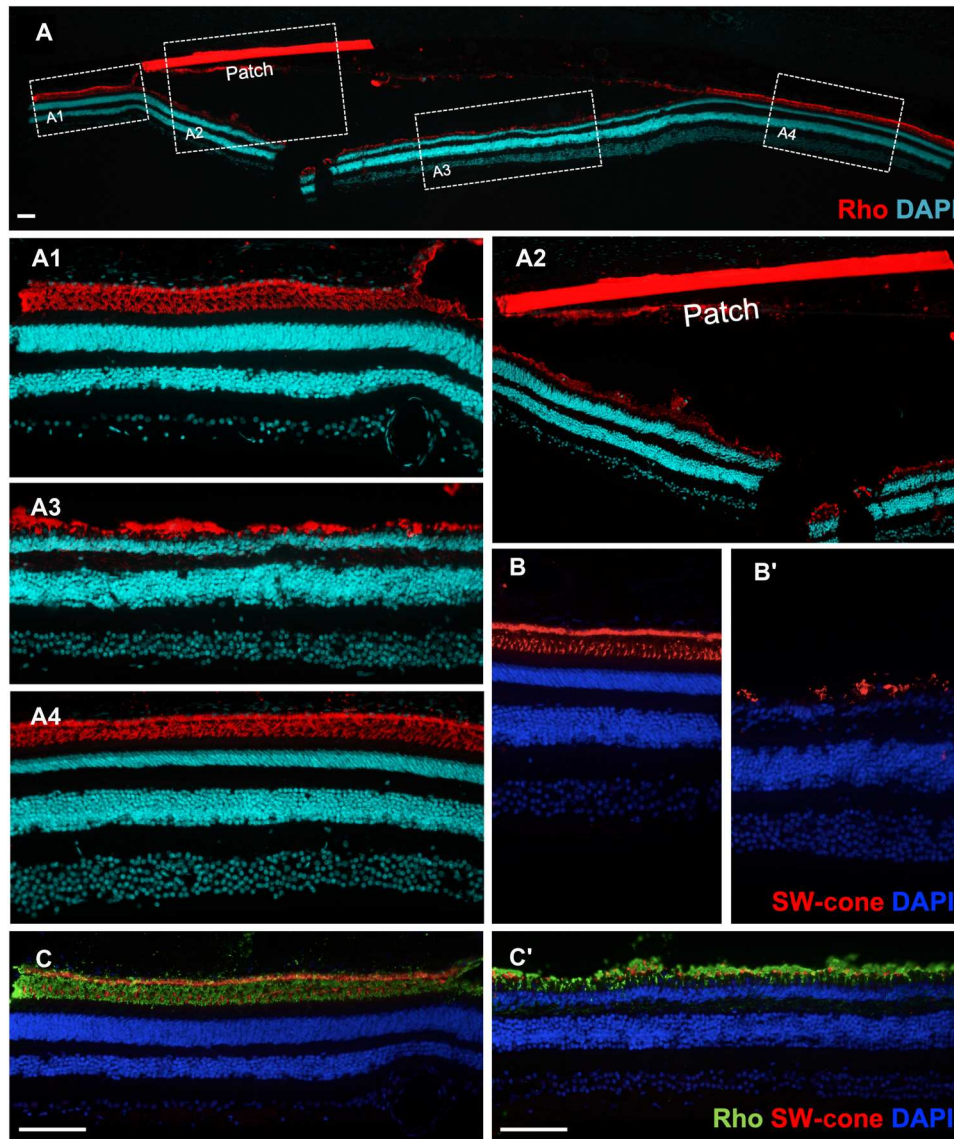 A
Patch
A1
A2
A3
A4
Rho DAPI
A1
A2
Patch
A3
B
B'
A4
SW-cone DAPI
C
C'
Rho SW-cone DAPI